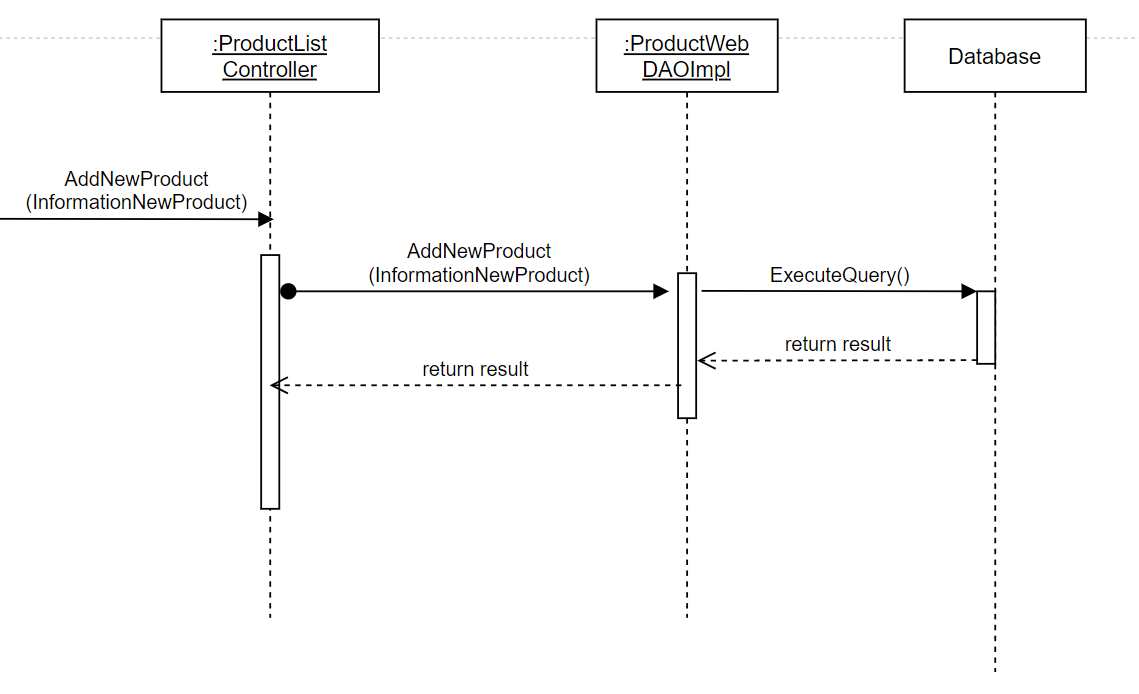 :ProductList
Controller
:ProductWeb
DAOImpl
Database
AddNewProduct
(InformationNewProduct)
AddNewProduct
(InformationNewProduct)
ExecuteQuery()
return result
return result